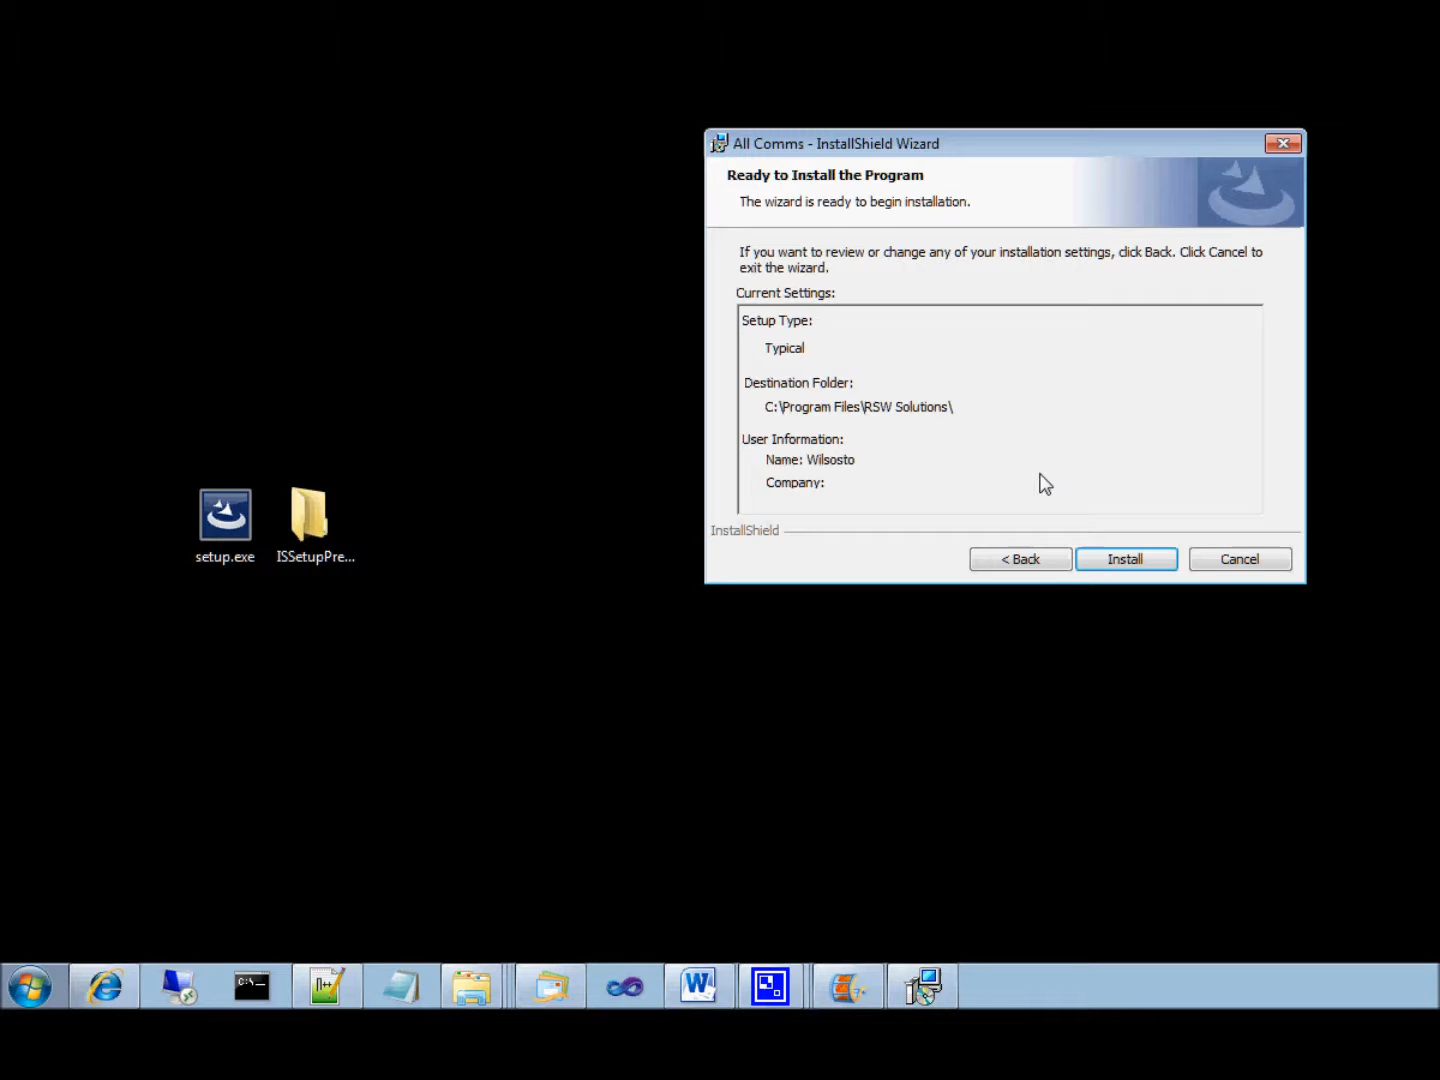 All Comms - InstallShield Wizard
Ready to Install the Program
The wizard is ready to begin installation.
If you want to review or change any of your installation settings, click Back. Click Cancel to
exit the wizard.
Current Settings:
Setup Type:
Typical
Destination Folder:
C:\Program Files\RSW Solutions\
User Information:
Name: Wilsosto
Company:
InstallShield
< Back
Install
Cancel
setup.exe
ISSetupPre...
C:\_
W